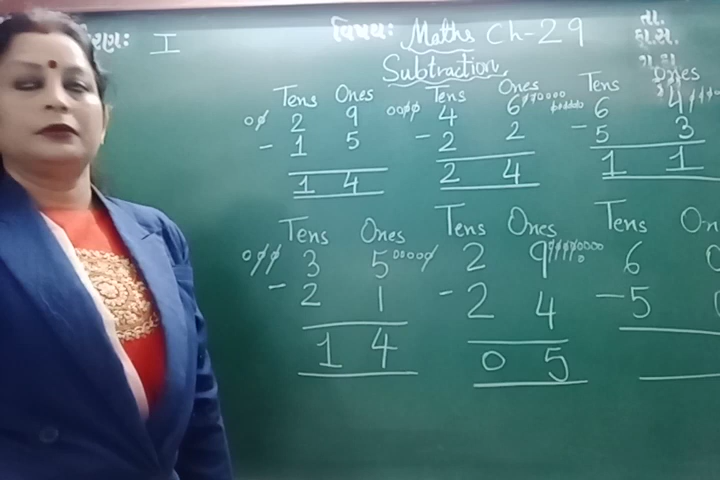 વિષય: Maths Ch-29
I
તા.
Subtraction.
Tens Ones
2 9
- 1 5
1 4
Tens Ones
4 6
- 2 2
2 4
Tens Ones
6 4
- 5 3
1 1
Tens Ones
3 5
- 2 1
1 4
Tens Ones
2 9
- 2 4
0 5
Tens On
6
- 5